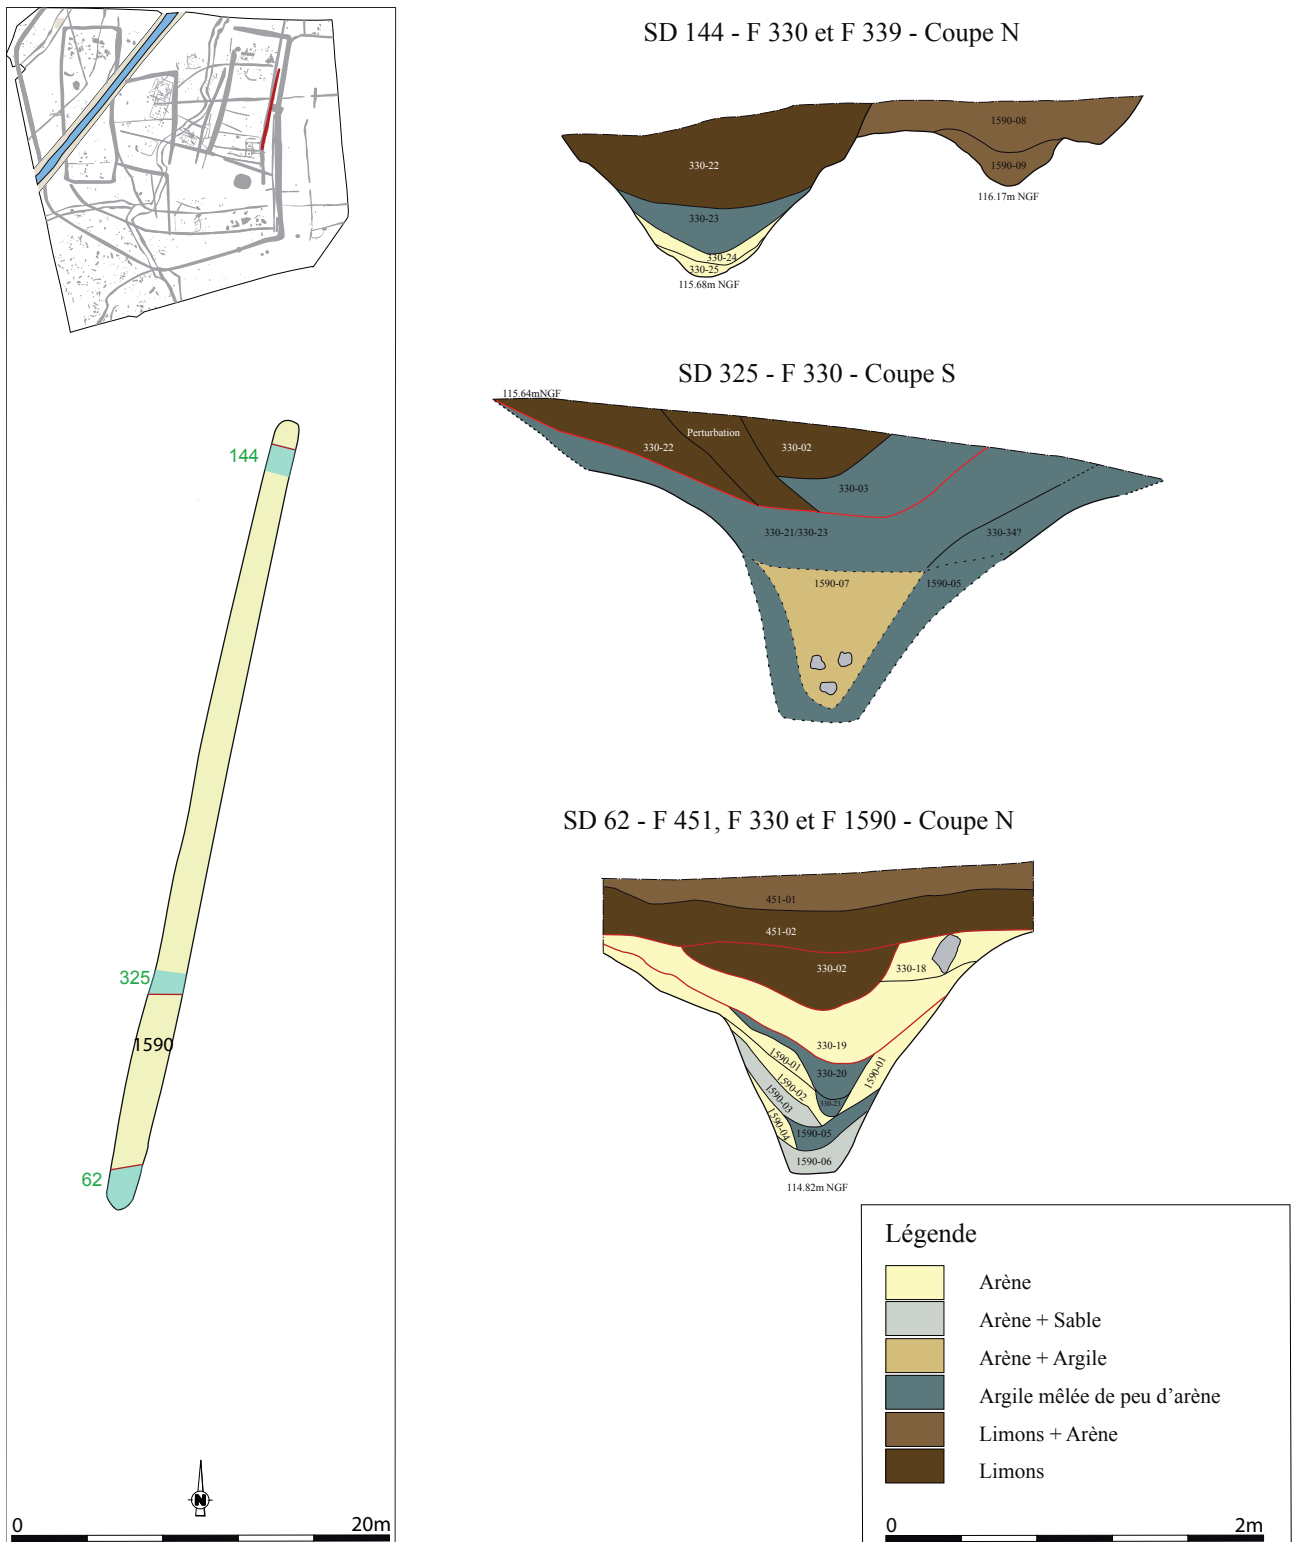 144
325
1590
62
N
0
20m
SD 144 - F 330 et F 339 - Coupe N
330-22
330-23
330-24
330-25
115.68m NGF
1590-08
1590-09
116.17m NGF
SD 325 - F 330 - Coupe S
115.64mNGF
Perturbation
330-22
330-02
330-03
330-21/330-23
330-34?
1590-07
1590-05
SD 62 - F 451, F 330 et F 1590 - Coupe N
451-01
451-02
330-02
330-18
330-19
1590-01
330-20
1590-01
1590-02
1590-03
330-23
1590-04
1590-05
1590-06
114.82m NGF
Légende
Arène
Arène + Sable
Arène + Argile
Argile mêlée de peu d’arène
Limons + Arène
Limons
0
2m